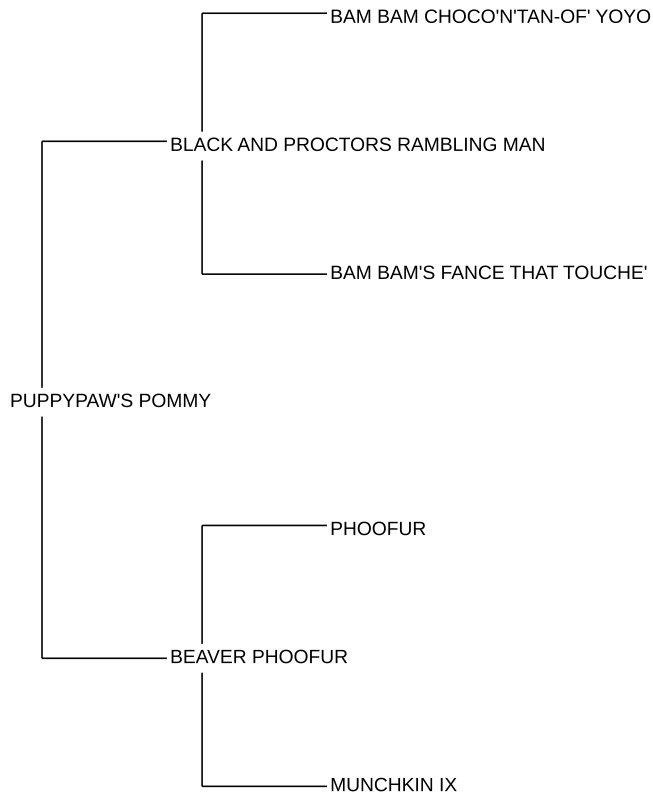 BAM BAM CHOCO'N'TAN-OF' YOYO
BLACK AND PROCTORS RAMBLING MAN
BAM BAM'S FANCE THAT TOUCHE'
PUPPYPAW'S POMMY
PHOOFUR
BEAVER PHOOFUR
MUNCHKIN IX